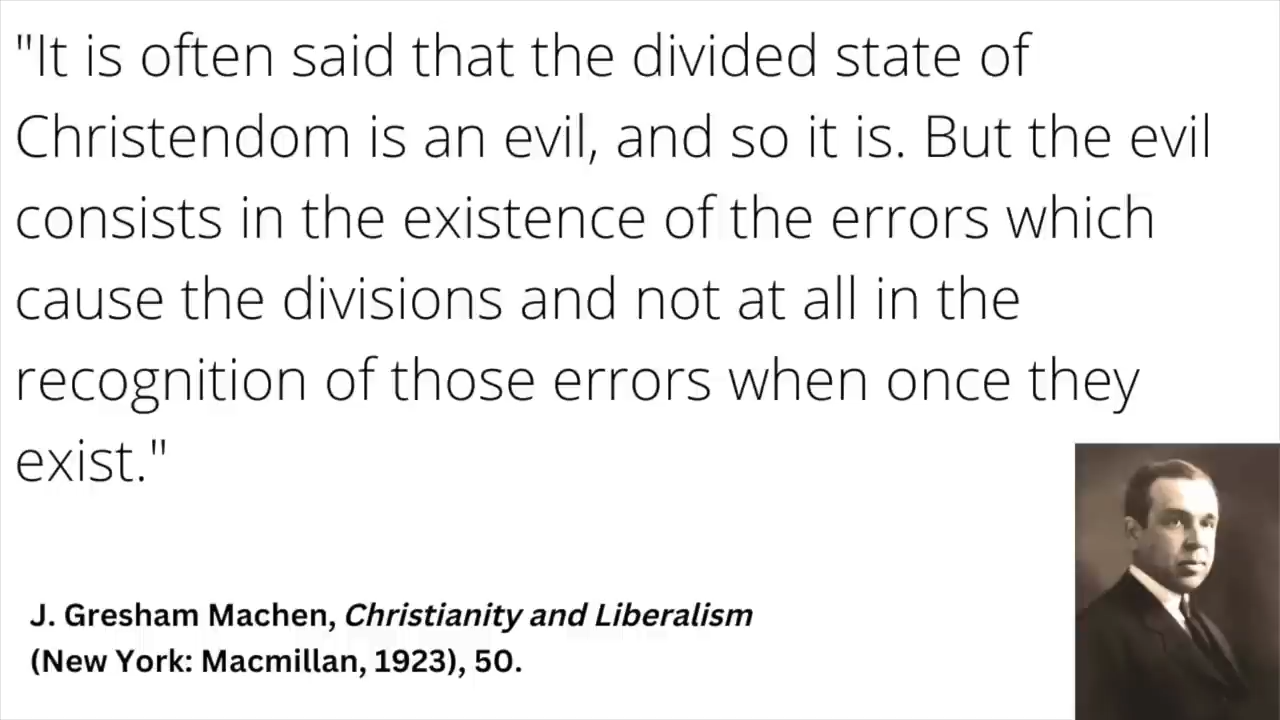 "It is often said that the divided state of
Christendom is an evil, and so it is. But the evil
consists in the existence of the errors which
cause the divisions and not at all in the
recognition of those errors when once they
exist."
J. Gresham Machen, Christianity and Liberalism
(New York: Macmillan, 1923), 50.